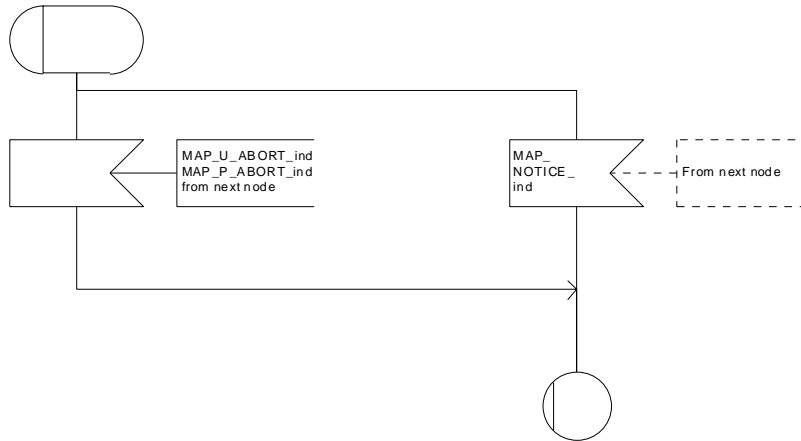 MAP_U_ABORT_ind
MAP_P_ABORT_ind
from next node
MAP_
NOTICE_
ind
From next node